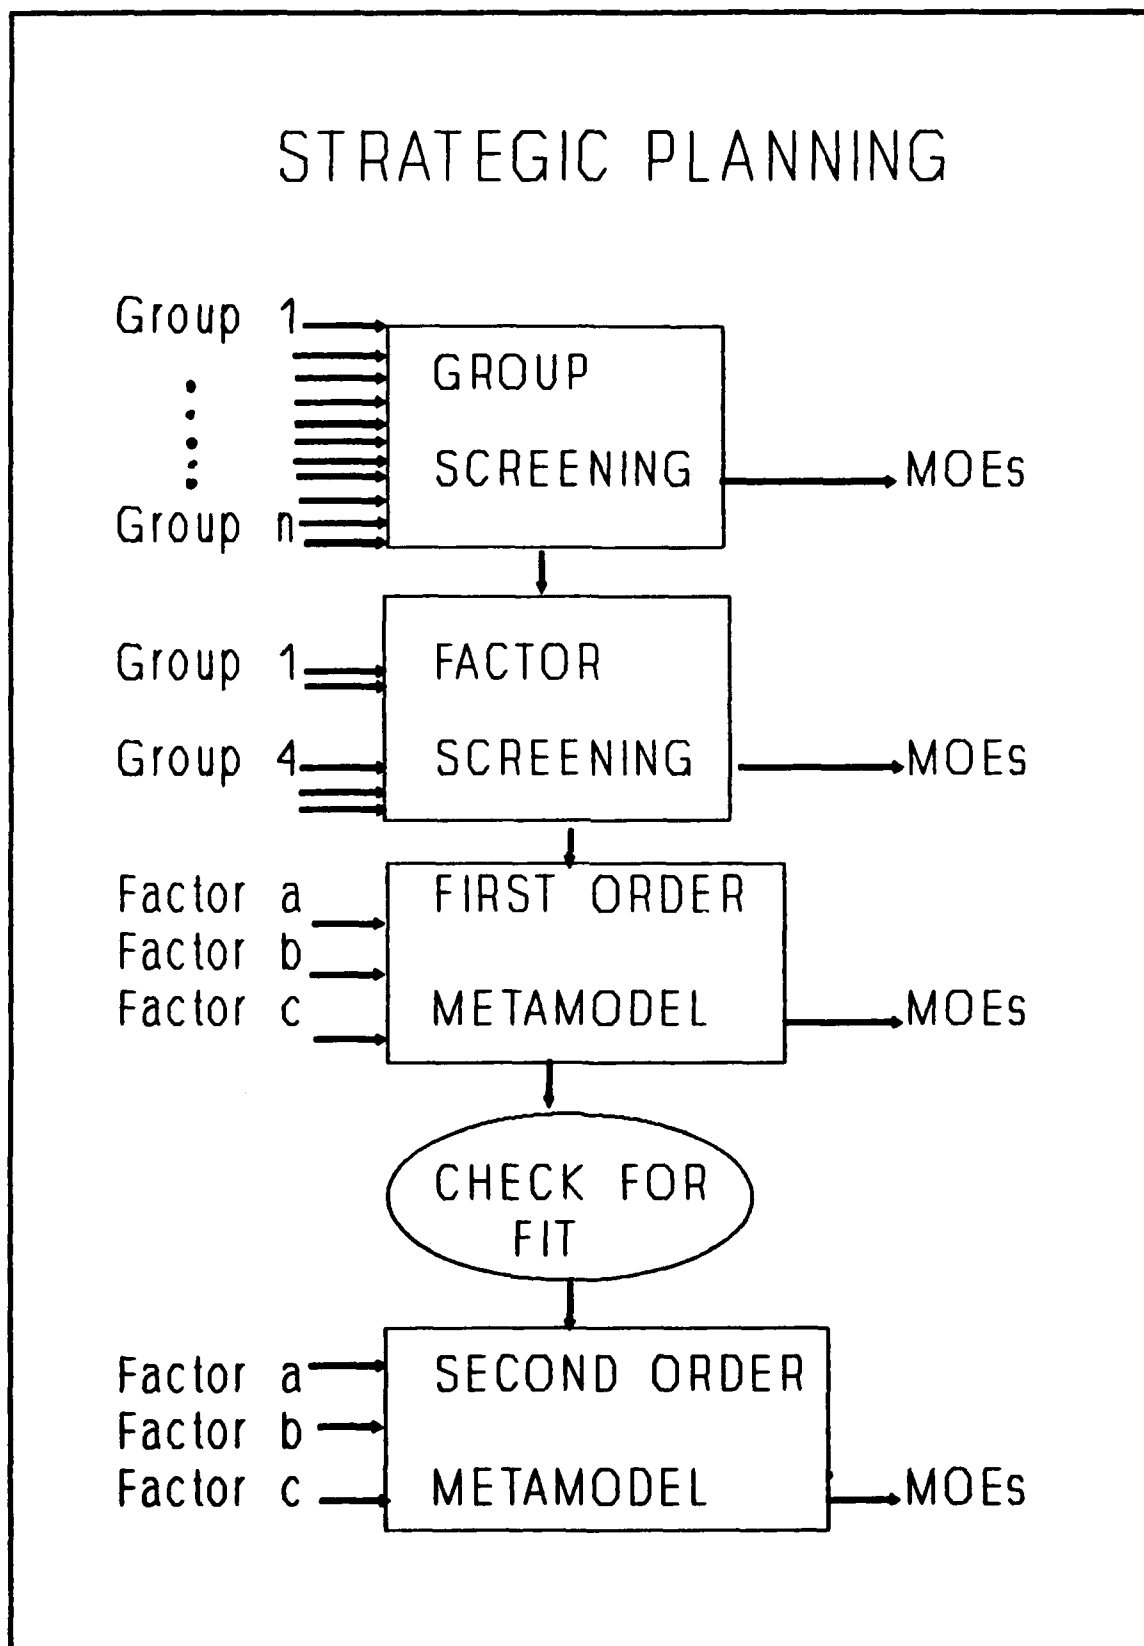 STRATEGIC PLANNING
Group 1
GROUP
SCREENING
MOEs
Group n
Group 1
FACTOR
Group 4
SCREENING
MOEs
Factor a
FIRST ORDER
Factor b
Factor c
METAMODEL
MOEs
CHECK FOR
FIT
Factor a
SECOND ORDER
Factor b
Factor c
METAMODEL
MOEs